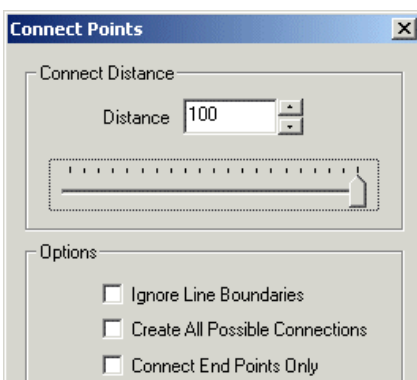 Connect Points
Connect Distance
Distance 100
Options
Ignore Line Boundaries
Create All Possible Connections
Connect End Points Only